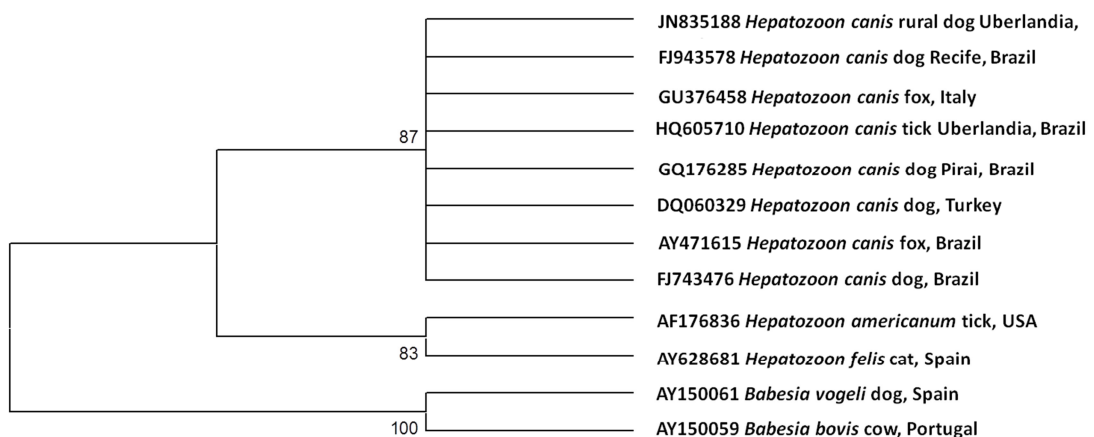 JN835188 Hepatozoon canis rural dog Uberlandia,
FJ943578 Hepatozoon canis dog Recife, Brazil
GU376458 Hepatozoon canis fox, Italy
87
HQ605710 Hepatozoon canis tick Uberlandia, Brazil
GQ176285 Hepatozoon canis dog Pirai, Brazil
DQ060329 Hepatozoon canis dog, Turkey
AY471615 Hepatozoon canis fox, Brazil
FJ743476 Hepatozoon canis dog, Brazil
AF176836 Hepatozoon americanum tick, USA
83
AY628681 Hepatozoon felis cat, Spain
AY150061 Babesia vogeli dog, Spain
100
AY150059 Babesia bovis cow, Portugal